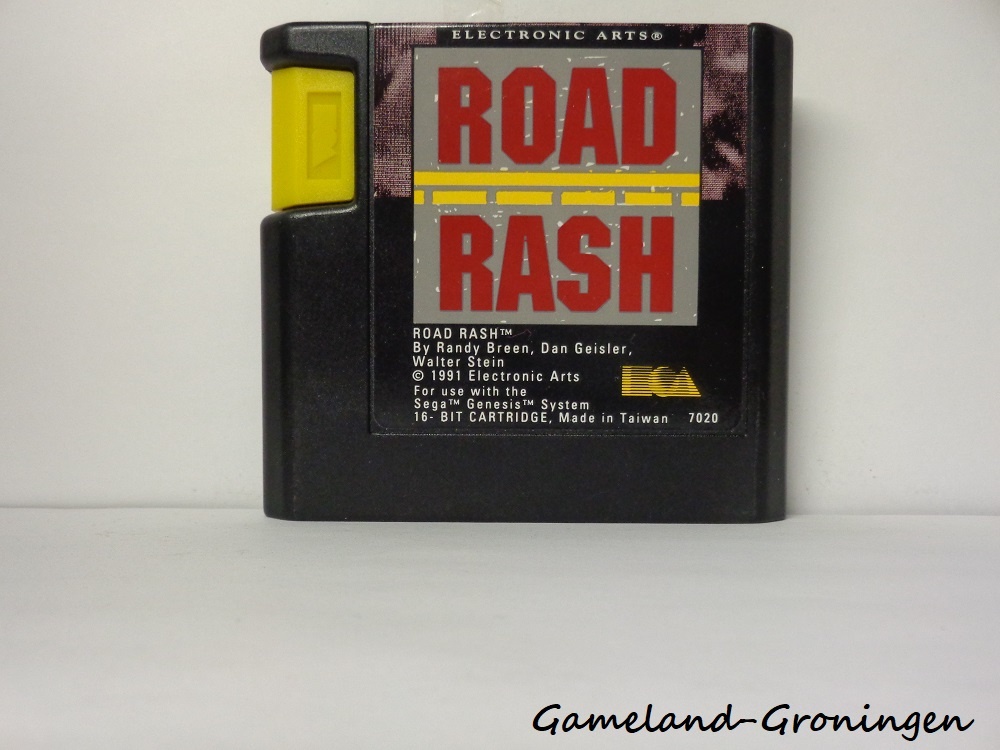 ELECTRONIC ARTS®
ROAD
RASH
ROAD RASH™
By Randy Breen, Dan Geisler,
Walter Stein
© 1991 Electronic Arts
For use with the
Sega™ Genesis™ System
16- BIT CARTRIDGE, Made in Taiwan 7020
EA
Gameland-Groningen